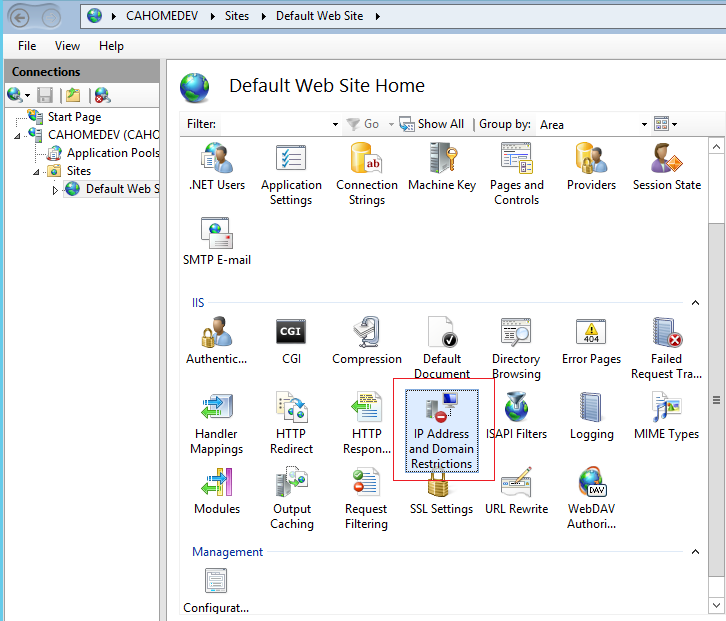 CAHOMEDEV Sites Default Web Site
File View Help
Connections
Start Page
CAHOMEDEV (CAHO
Application Pools
Sites
Default Web S
Default Web Site Home
Filter: Go Show All Group by: Area
.NET Users
Application Settings
Connection Strings
Machine Key
Pages and Controls
Providers
Session State
SMTP E-mail
IIS
Authentic...
CGI
CGI
Compression
Default Document
Directory Browsing
404
Error Pages
Failed Request Tra...
Handler Mappings
HTTP Redirect
HTTP Respon...
IP Address and Domain Restrictions
ISAPI Filters
Logging
MIME Types
Modules
Output Caching
Request Filtering
SSL Settings
URL Rewrite
DAV
WebDAV Authori...
Management
Configurat...
ab